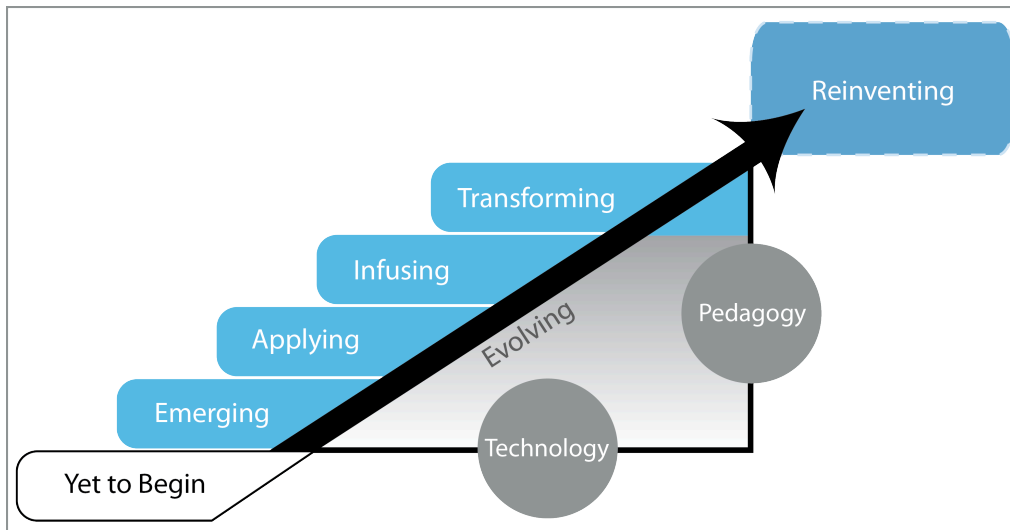 Reinventing
Transforming
Infusing
Applying
Emerging
Yet to Begin
Evolving
Pedagogy
Technology